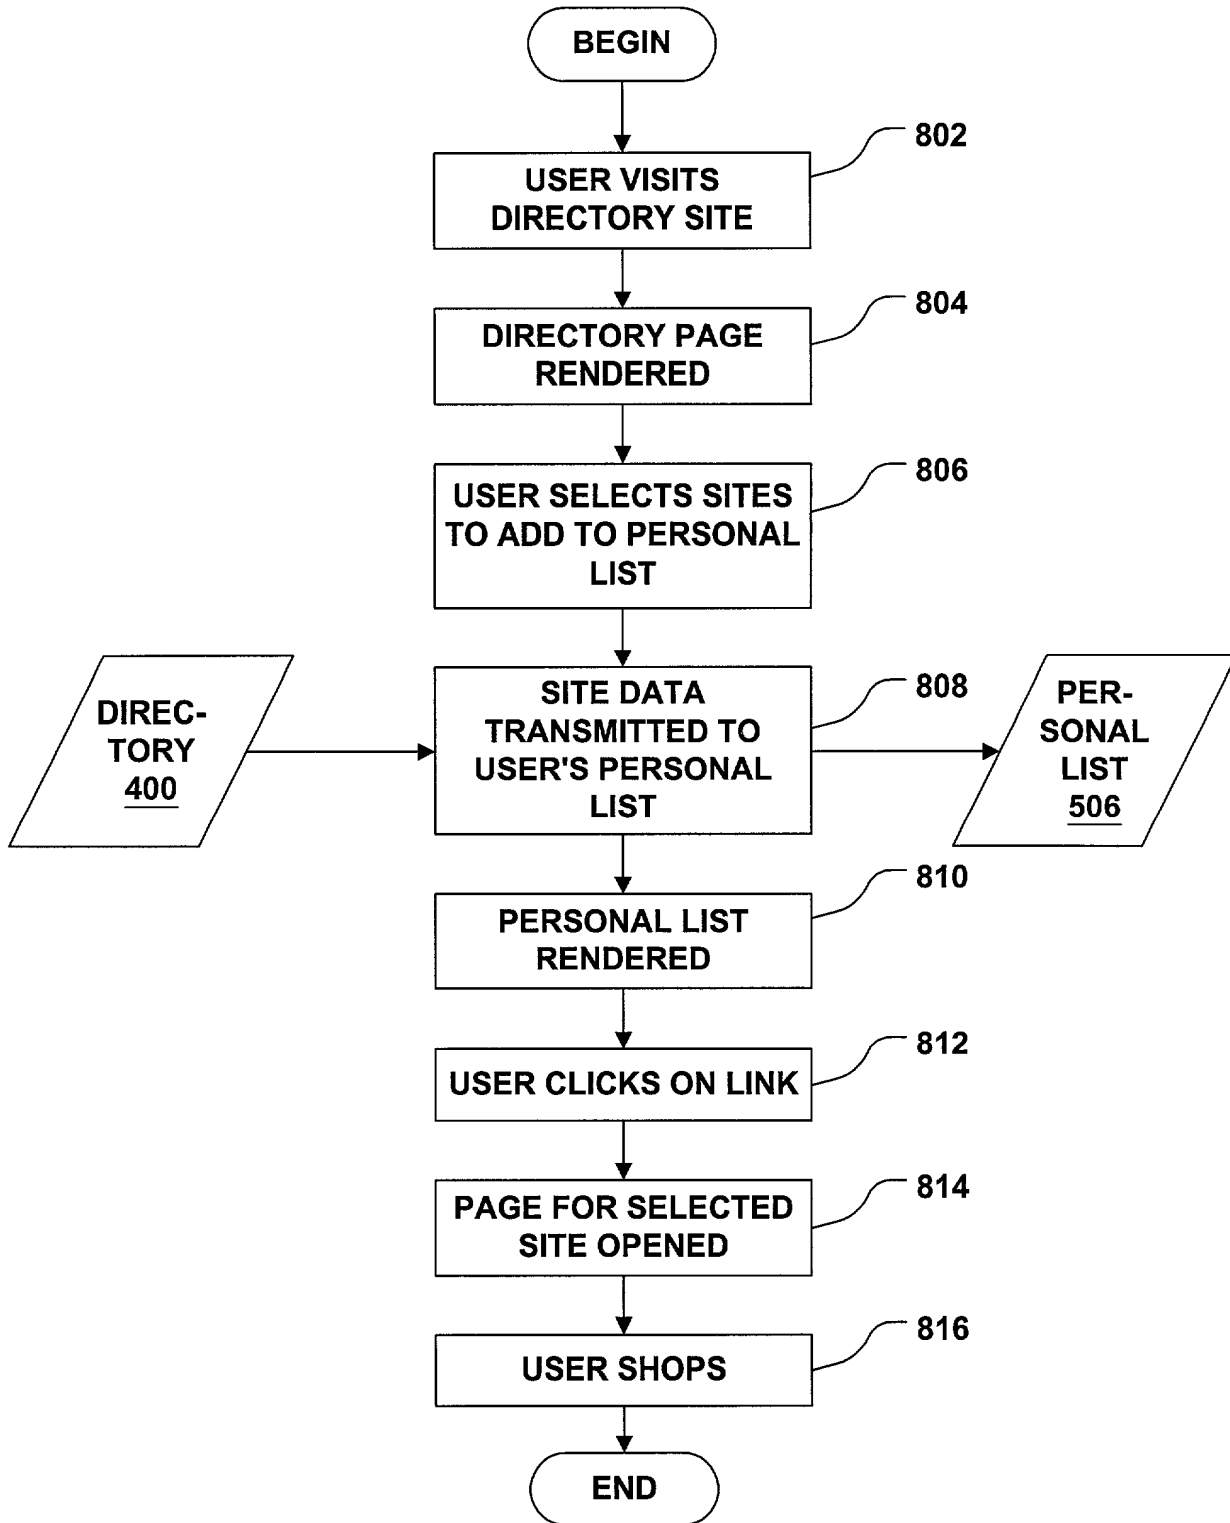 BEGIN
802
USER VISITS
DIRECTORY SITE
804
DIRECTORY PAGE
RENDERED
806
USER SELECTS SITES
TO ADD TO PERSONAL
LIST
DIREC-
TORY
400
808
SITE DATA
TRANSMITTED TO
USER'S PERSONAL
LIST
PER-
SONAL
LIST
506
810
PERSONAL LIST
RENDERED
812
USER CLICKS ON LINK
814
PAGE FOR SELECTED
SITE OPENED
816
USER SHOPS
END